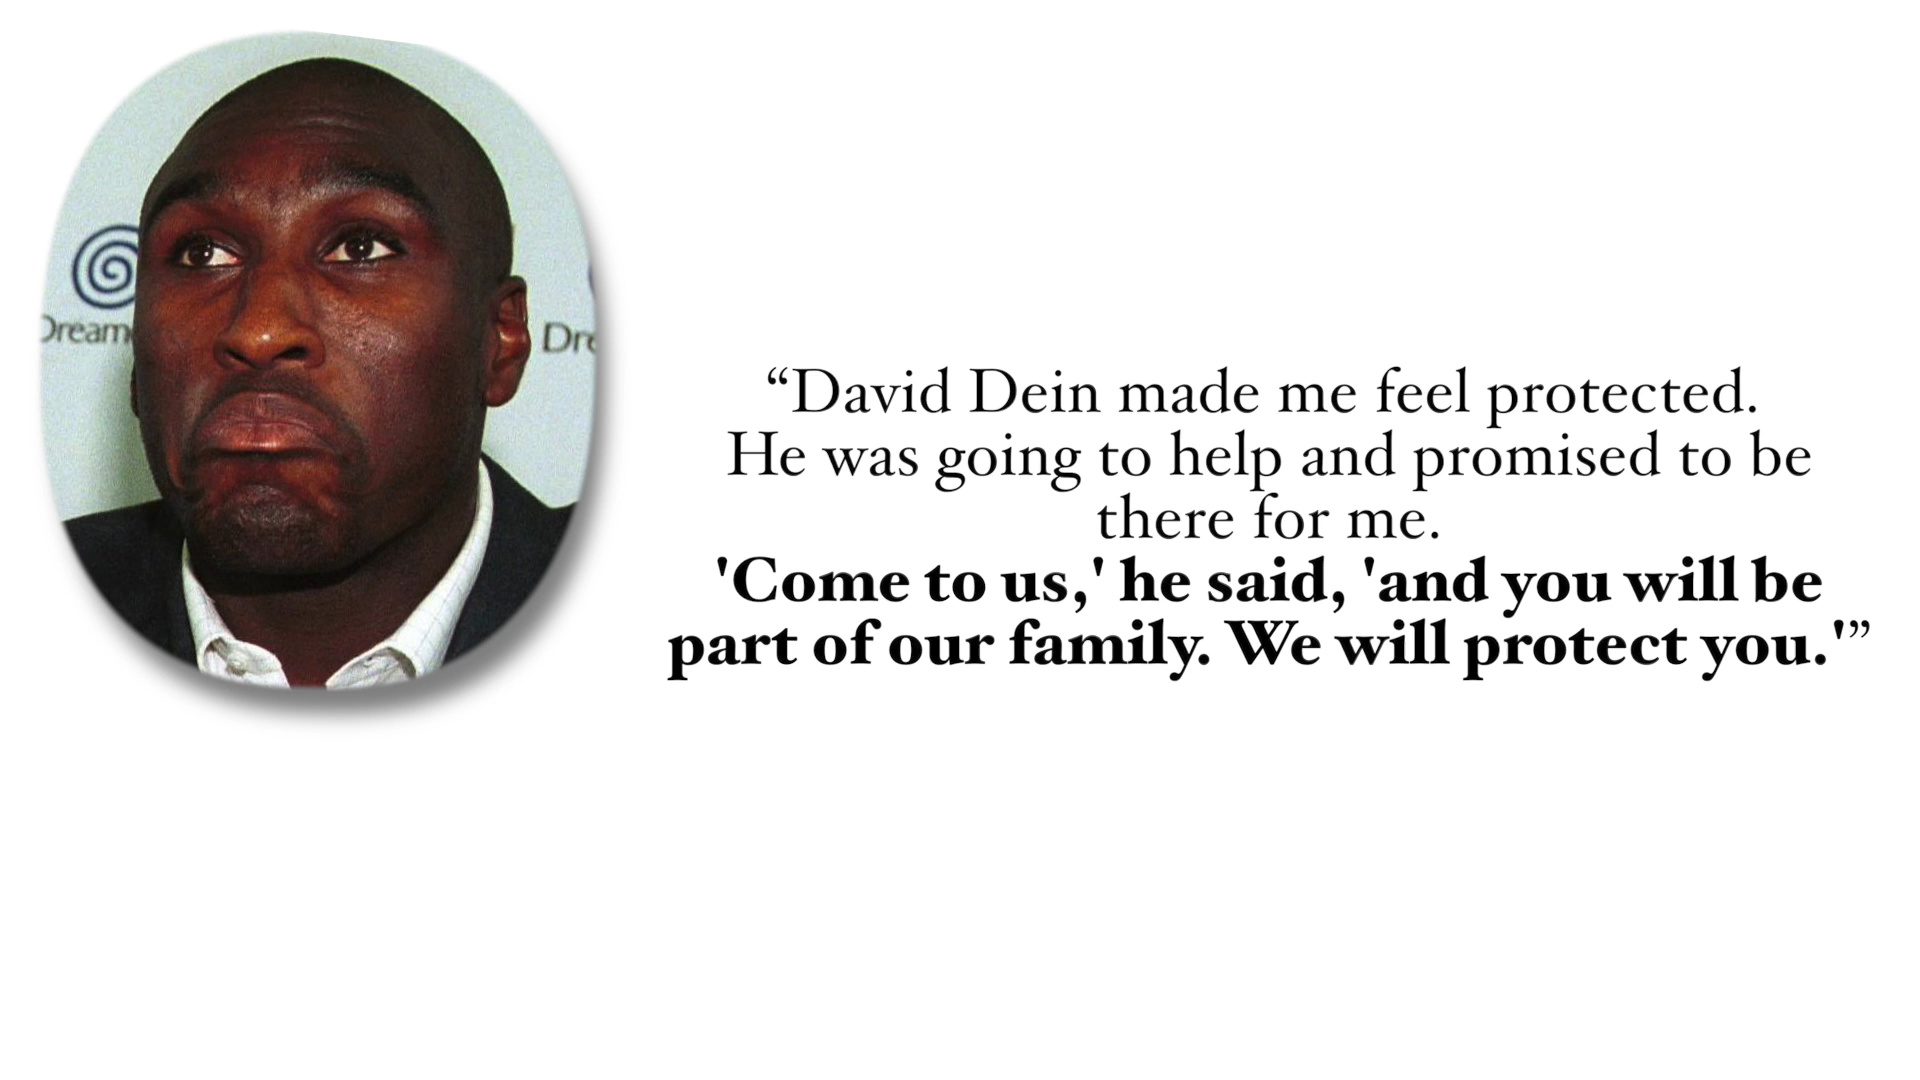 Dream
Dre
“David Dein made me feel protected.
He was going to help and promised to be
there for me.
'Come to us,' he said, 'and you will be
part of our family. We will protect you.'”